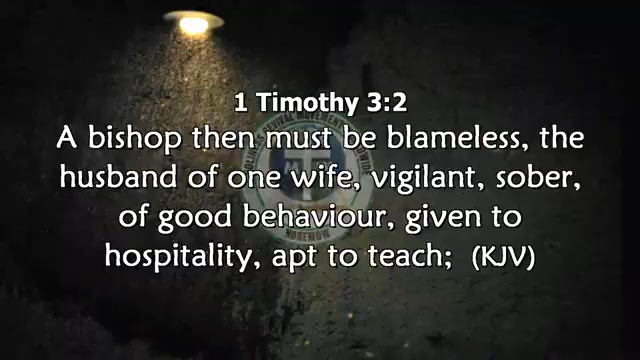 1 Timothy 3:2
A bishop then must be blameless, the
husband of one wife, vigilant, sober,
of good behaviour, given to
hospitality, apt to teach; (KJV)